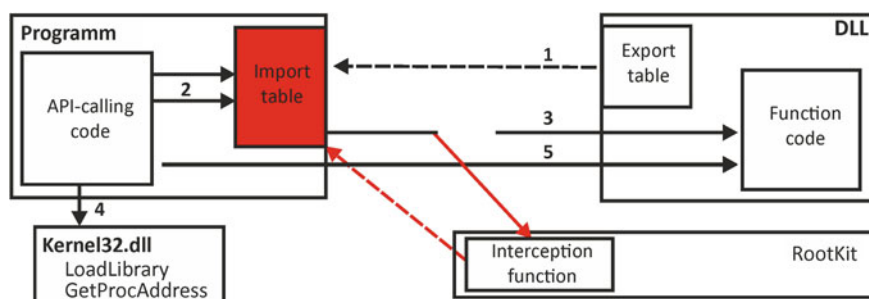 Programm
API-calling
code
2
Import
table
1
Export
table
DLL
Function
code
3
5
4
Kernel32.dll
LoadLibrary
GetProcAddress
Interception
function
RootKit